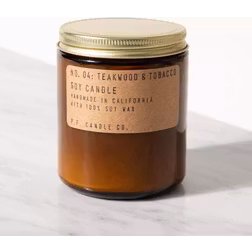 NO. 04: TEAKWOOD & TOBACCO
SOY CANDLE
HANDMADE IN CALIFORNIA
WITH 100% SOY WAX
P.F. CANDLE CO.